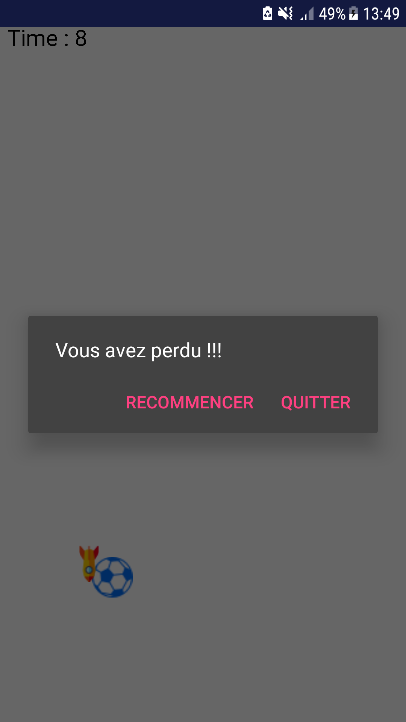 49% 13:49
Time : 8
Vous avez perdu !!!
RECOMMENCER QUITTER